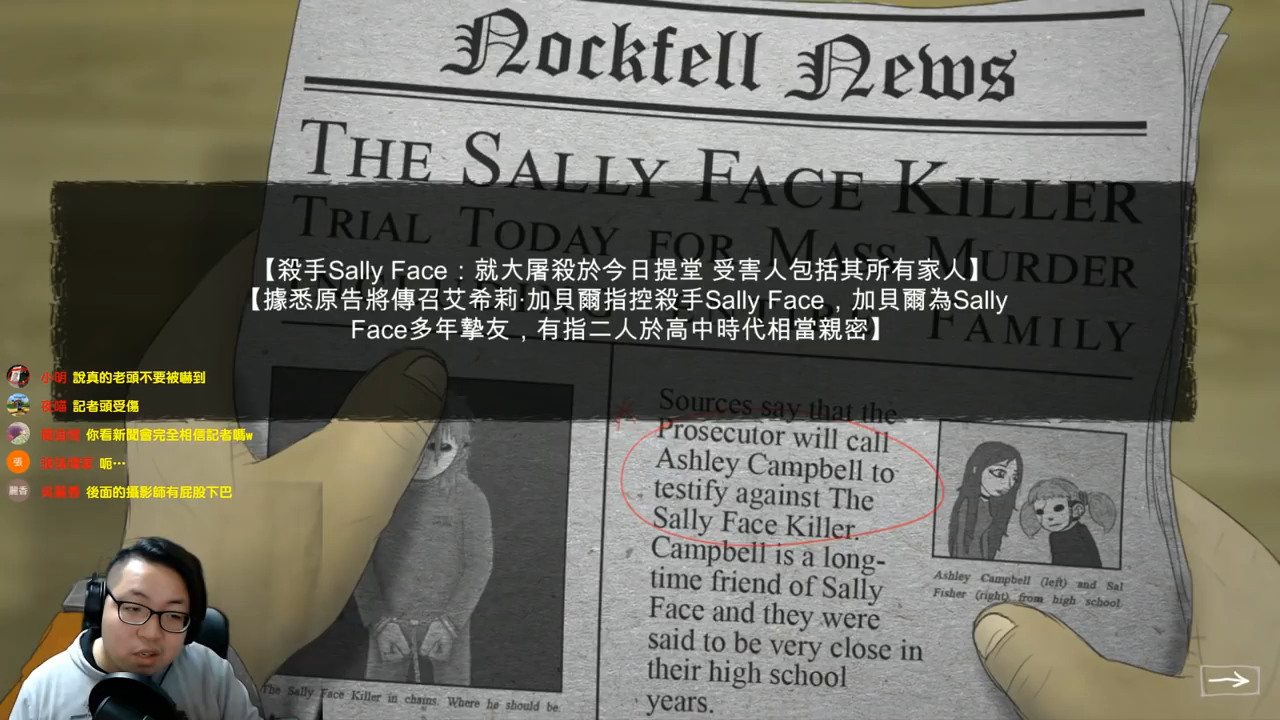 Nockfell News
THE SALLY FACE KILLER
TRIAL TODAY FOR MASS MURDER
FAMILY
【殺手Sally Face：就大屠殺於今日提堂 受害人包括其所有家人】
【據悉原告將傳召艾希莉·加貝爾指控殺手Sally Face，加貝爾為Sally
Face多年摯友，有指二人於高中時代相當親密】
Sources say that the
Prosecutor will call
Ashley Campbell to
testify against The
Sally Face Killer.
Campbell is a long-
time friend of Sally
Face and they were
said to be very close in
their high school
years.
Ashley Campbell (left) and Sal
Fisher (right) from high school.
The Sally Face Killer in chains. Where he should be.
小明 說真的老頭不要被嚇到
夜喵 記者頭受傷
你看新聞會完全相信記者嗎w
呃…
後面的攝影師有屁股下巴
張
麗香